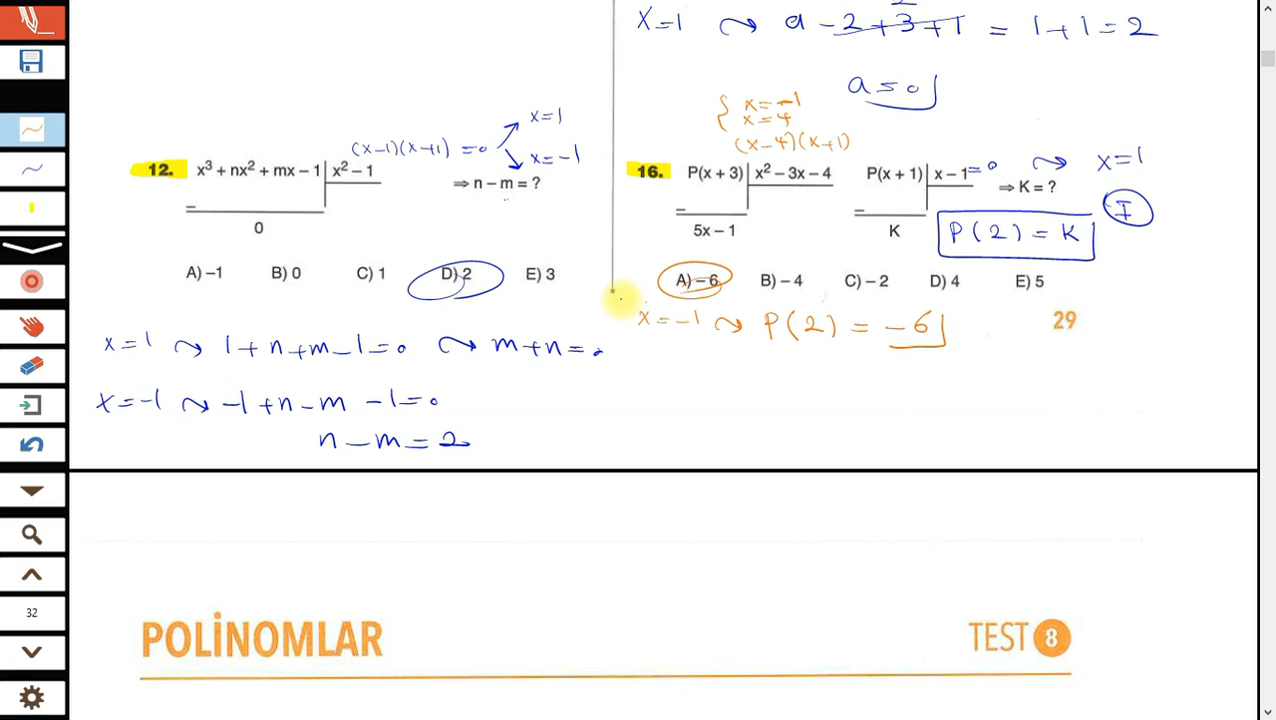 x=1 ↝ a - 2 + 3 + 1 = 1 + 1 = 2
a = 0
12. x³ + nx² + mx – 1 | x² – 1
(x-1)(x+1) = 0
x=1
x=-1
⇒ n – m = ?
0
A) –1 B) 0 C) 1 D) 2 E) 3
x=1 ↝ 1+n+m-1=0 ↝ m+n=0
x=-1 ↝ -1+n-m -1=0
n-m=2
x=-1
x=4
(x-4)(x+1)
16. P(x + 3) | x² – 3x – 4
5x – 1
P(x + 1) | x – 1 =0 ↝ x=1
K
⇒ K = ?
P(2) = K
I
A) – 6 B) – 4 C) – 2 D) 4 E) 5
x=-1 ↝ P(2) = -6
29
32
POLİNOMLAR TEST 8